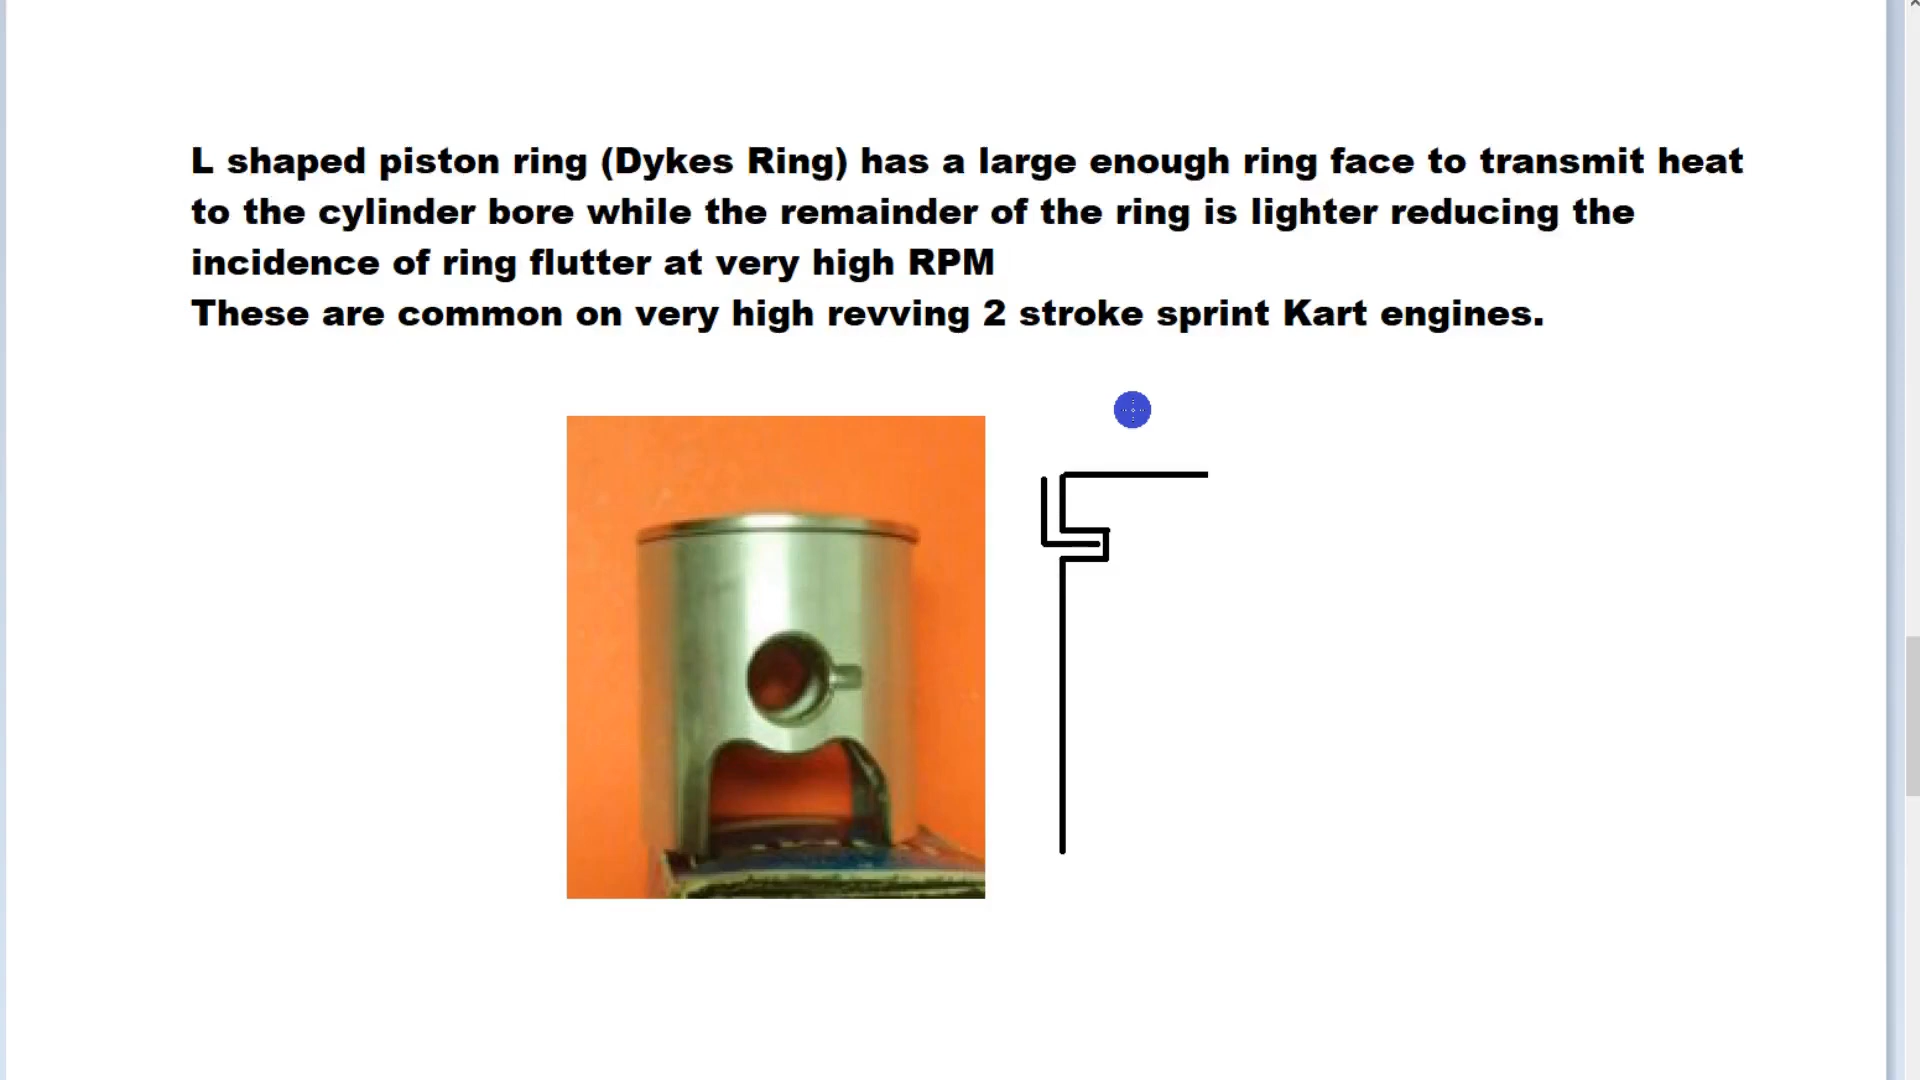 L shaped piston ring (Dykes Ring) has a large enough ring face to transmit heat
to the cylinder bore while the remainder of the ring is lighter reducing the
incidence of ring flutter at very high RPM
These are common on very high revving 2 stroke sprint Kart engines.